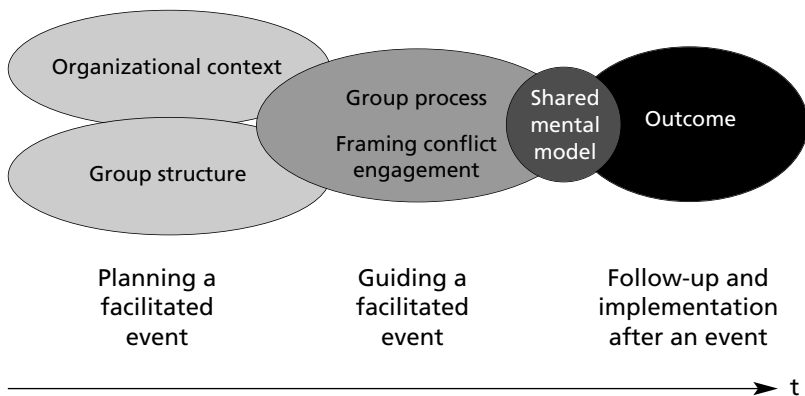 Organizational context
Group structure
Group process
Framing conflict
engagement
Shared
mental
model
Outcome
Planning a
facilitated
event
Guiding a
facilitated
event
Follow-up and
implementation
after an event
t